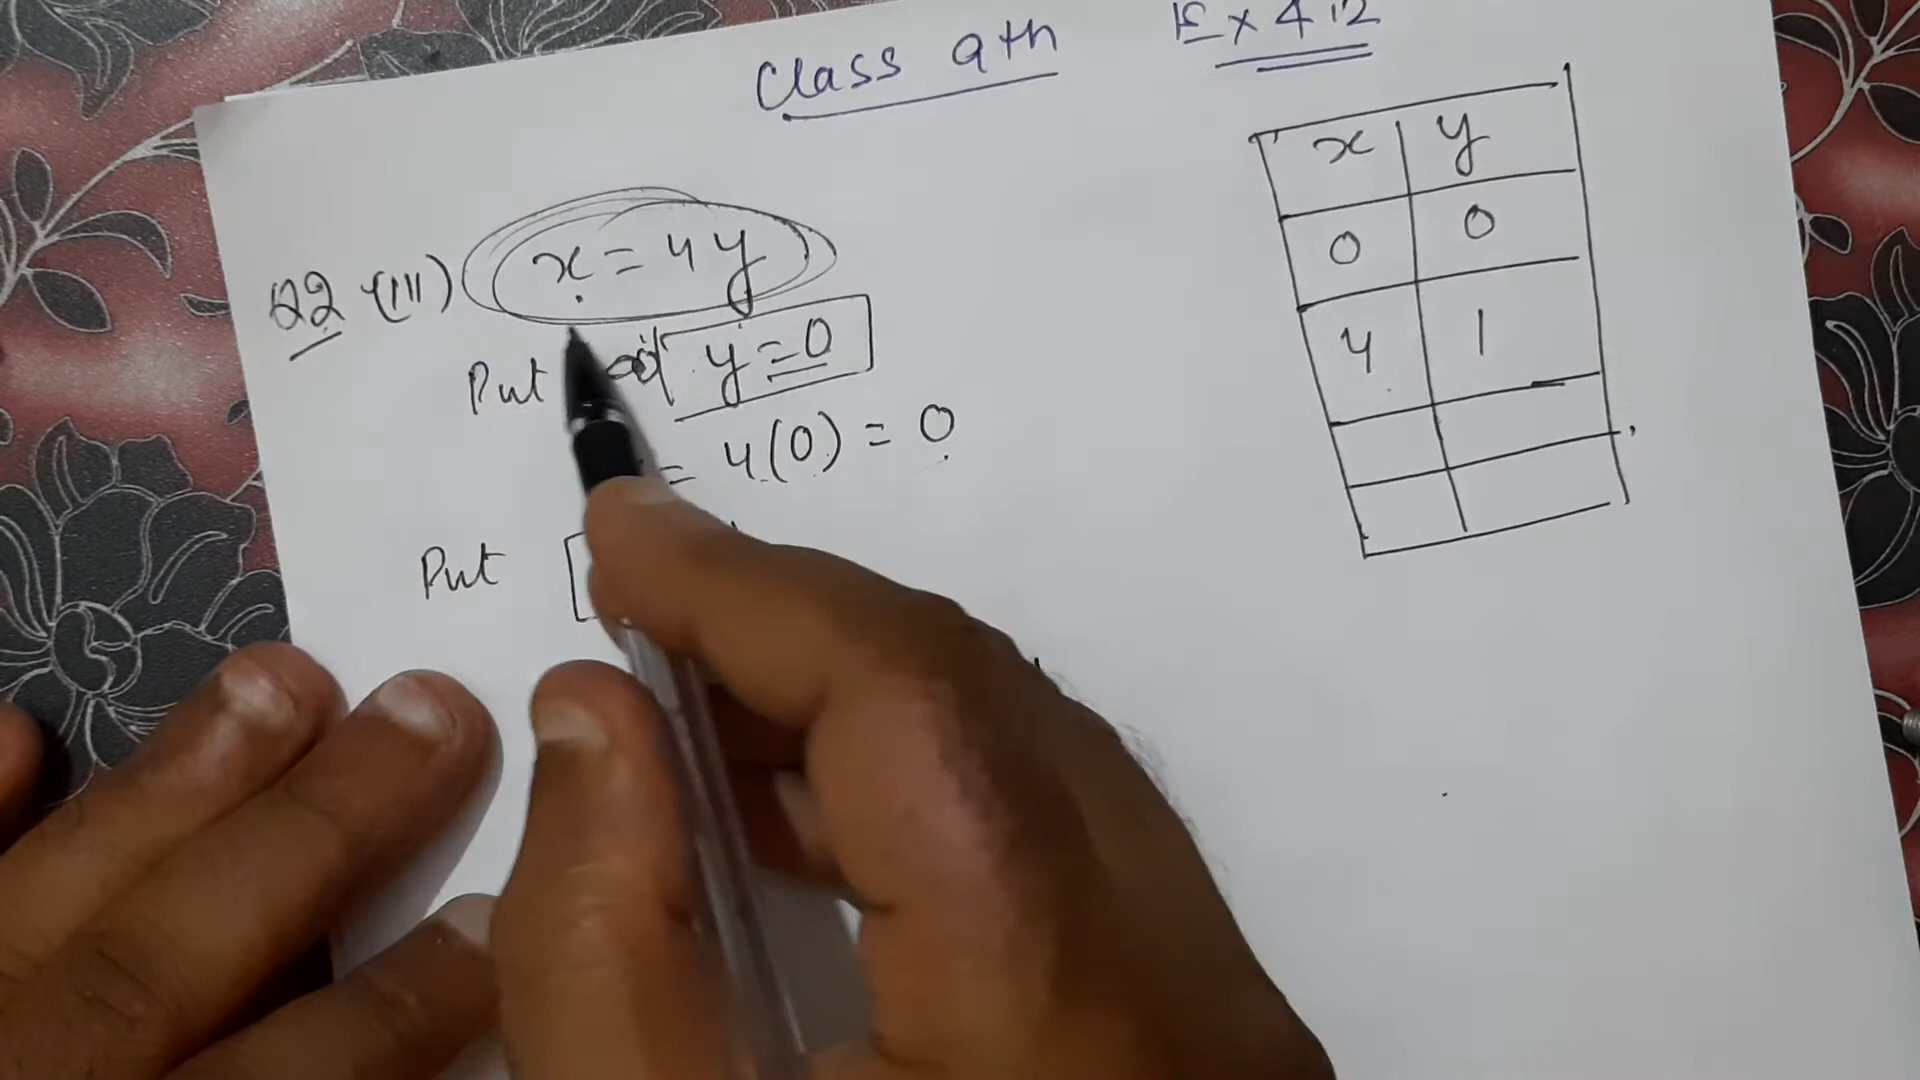 Class 9th Ex 4.2
Q2 (iii) x = 4y
Put y = 0
= 4(0) = 0
Put
x y
0 0
4 1